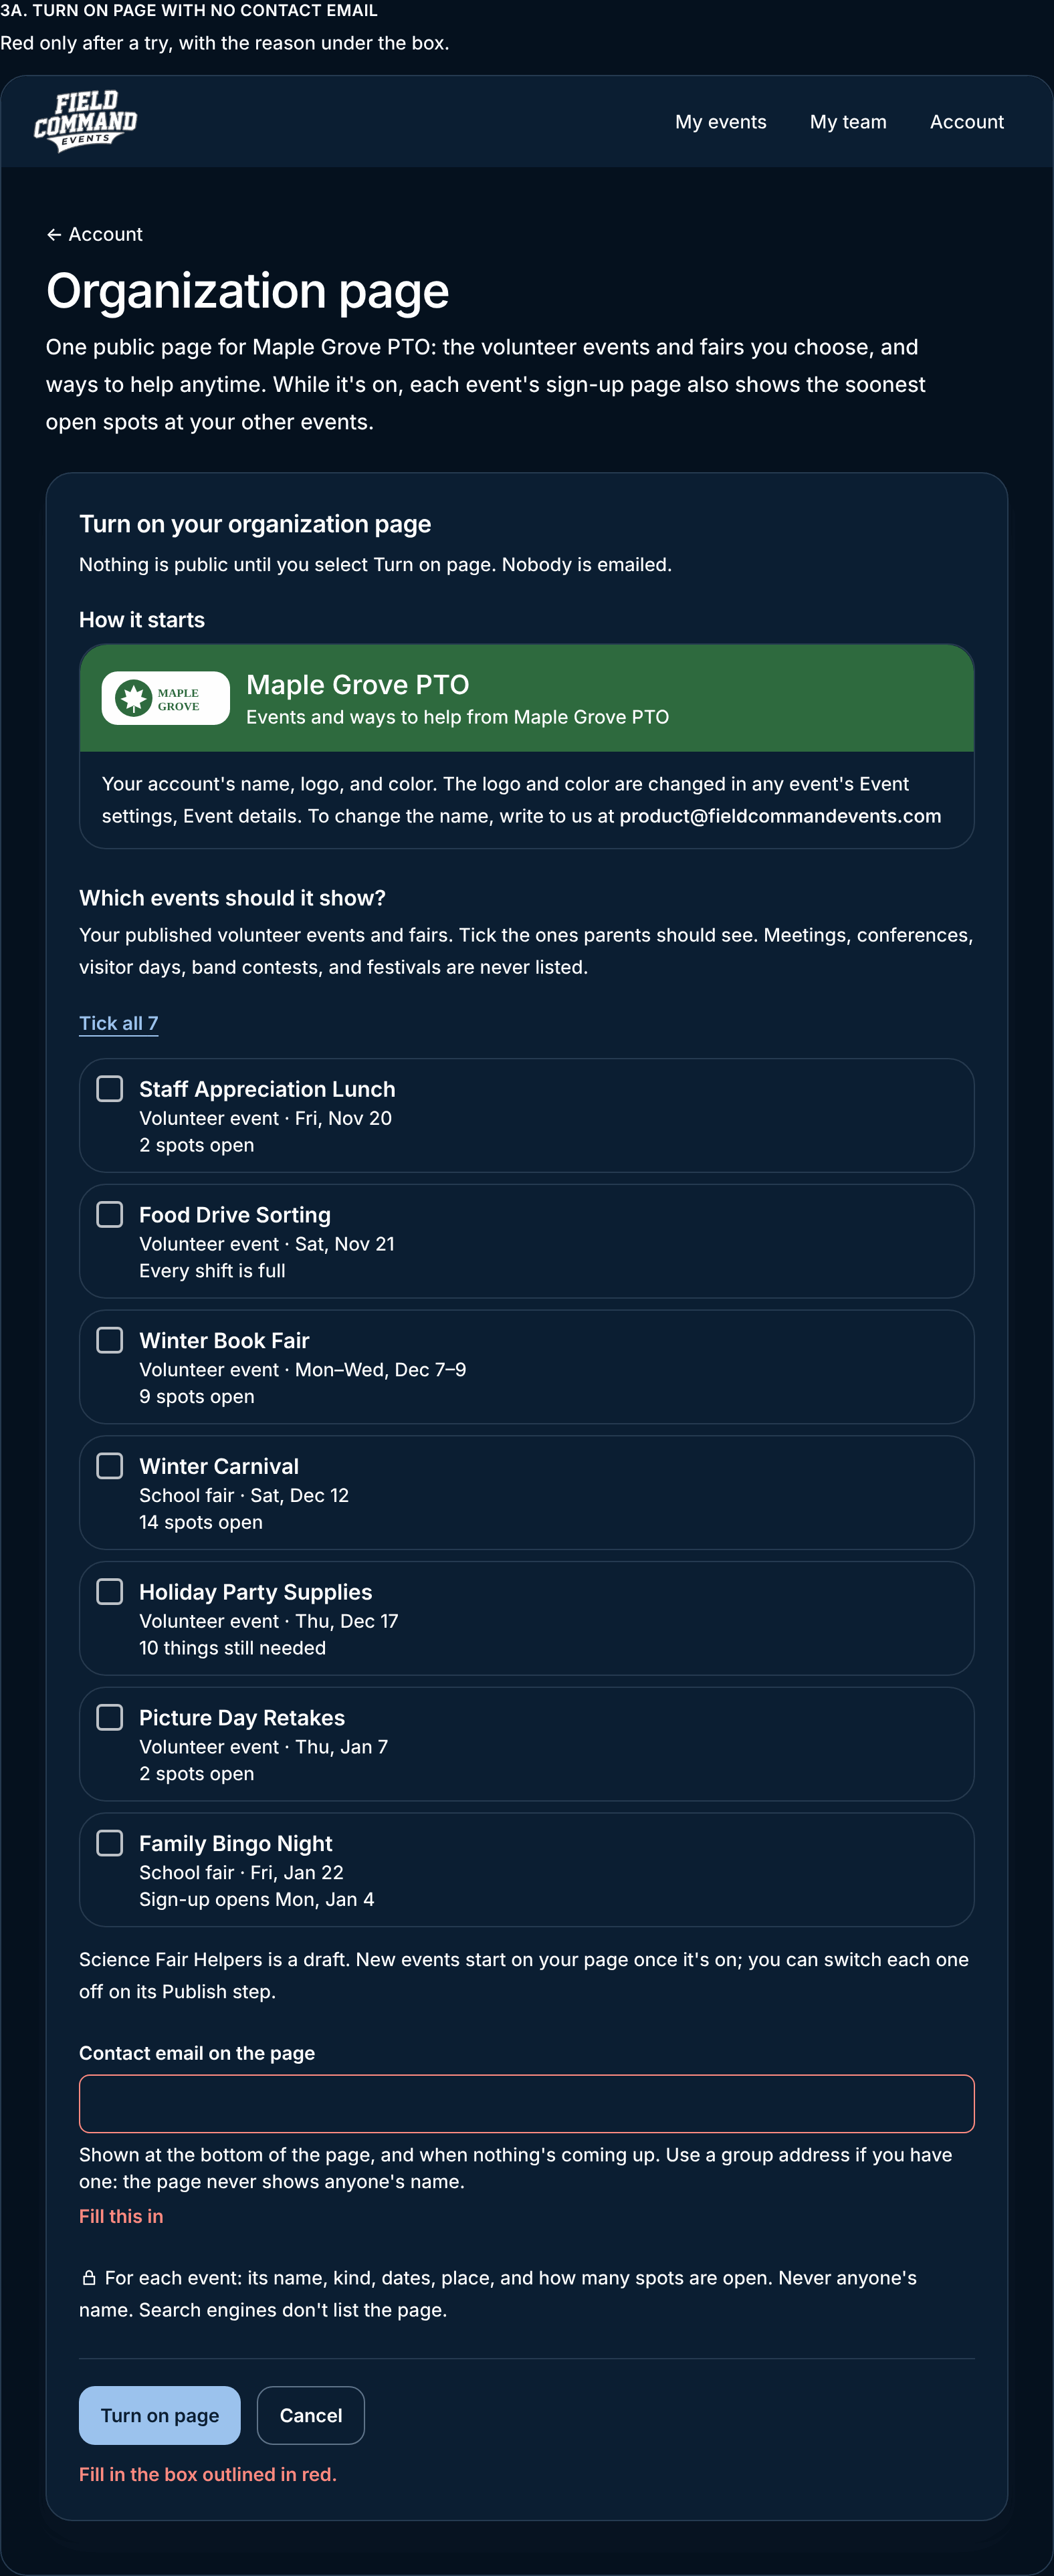 3A. TURN ON PAGE WITH NO CONTACT EMAIL
Red only after a try, with the reason under the box.
FIELD
COMMAND
EVENTS
My events
My team
Account
← Account
Organization page
One public page for Maple Grove PTO: the volunteer events and fairs you choose, and
ways to help anytime. While it's on, each event's sign-up page also shows the soonest
open spots at your other events.
Turn on your organization page
Nothing is public until you select Turn on page. Nobody is emailed.
How it starts
MAPLE
GROVE
Maple Grove PTO
Events and ways to help from Maple Grove PTO
Your account's name, logo, and color. The logo and color are changed in any event's Event
settings, Event details. To change the name, write to us at product@fieldcommandevents.com
Which events should it show?
Your published volunteer events and fairs. Tick the ones parents should see. Meetings, conferences,
visitor days, band contests, and festivals are never listed.
Tick all 7
Staff Appreciation Lunch
Volunteer event · Fri, Nov 20
2 spots open
Food Drive Sorting
Volunteer event · Sat, Nov 21
Every shift is full
Winter Book Fair
Volunteer event · Mon–Wed, Dec 7–9
9 spots open
Winter Carnival
School fair · Sat, Dec 12
14 spots open
Holiday Party Supplies
Volunteer event · Thu, Dec 17
10 things still needed
Picture Day Retakes
Volunteer event · Thu, Jan 7
2 spots open
Family Bingo Night
School fair · Fri, Jan 22
Sign-up opens Mon, Jan 4
Science Fair Helpers is a draft. New events start on your page once it's on; you can switch each one
off on its Publish step.
Contact email on the page
Shown at the bottom of the page, and when nothing's coming up. Use a group address if you have
one: the page never shows anyone's name.
Fill this in
For each event: its name, kind, dates, place, and how many spots are open. Never anyone's
name. Search engines don't list the page.
Turn on page
Cancel
Fill in the box outlined in red.